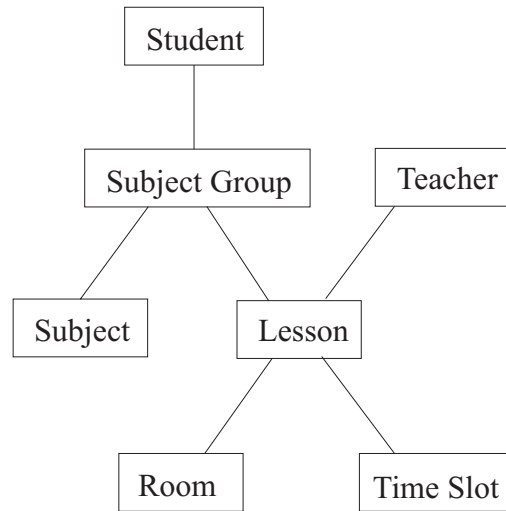 Student
Subject Group
Teacher
Subject
Lesson
Room
Time Slot